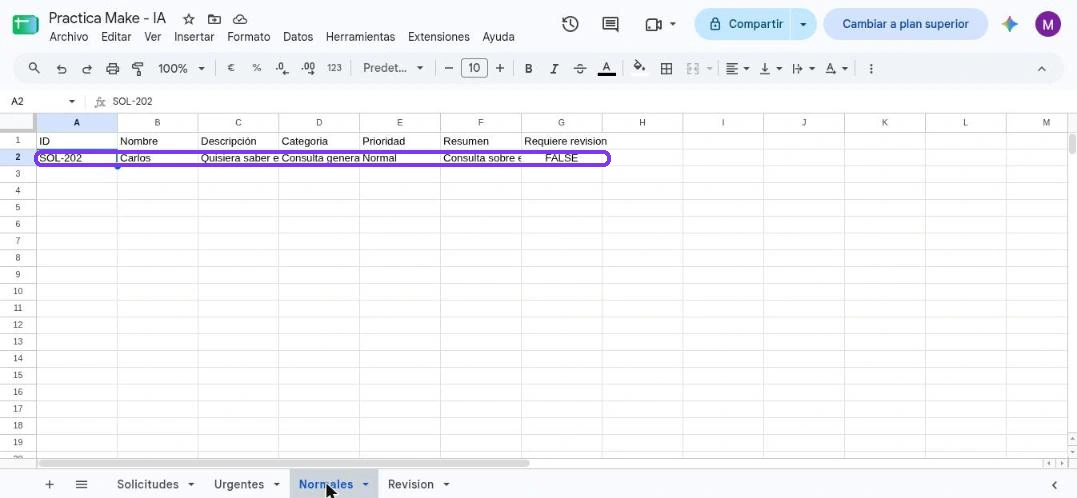 Practica Make - IA
Archivo Editar Ver Insertar Formato Datos Herramientas Extensiones Ayuda
Compartir
Cambiar a plan superior
M
100% € % .0 .00 123 Predet... − 10 + B I S A
A2 fx SOL-202
A B C D E F G H I J K L M
1 ID Nombre Descripción Categoria Prioridad Resumen Requiere revision
2 SOL-202 Carlos Quisiera saber e Consulta genera Normal Consulta sobre e FALSE
3
4
5
6
7
8
9
10
11
12
13
14
15
16
17
18
19
20
+ Solicitudes Urgentes Normales Revision